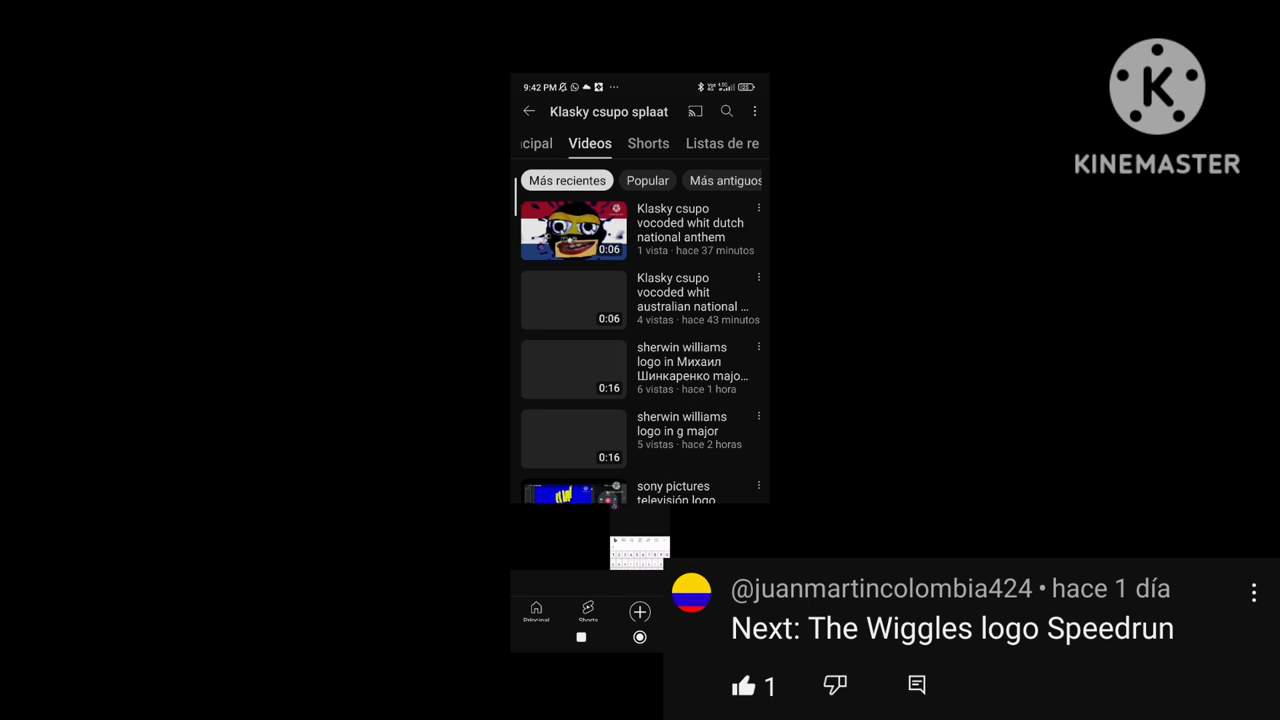 9:42 PM
Klasky csupo splaat
cipal Videos Shorts Listas de re
Más recientes Popular Más antiguos
Klasky csupo
vocoded whit dutch
national anthem
1 vista · hace 37 minutos
0:06
Klasky csupo
vocoded whit
australian national ...
4 vistas · hace 43 minutos
0:06
sherwin williams
logo in Михаил
Шинкаренко majo...
6 vistas · hace 1 hora
0:16
sherwin williams
logo in g major
5 vistas · hace 2 horas
0:16
sony pictures
televisión logo
Principal Shorts
K
KINEMASTER
@juanmartincolombia424 • hace 1 día
Next: The Wiggles logo Speedrun
1